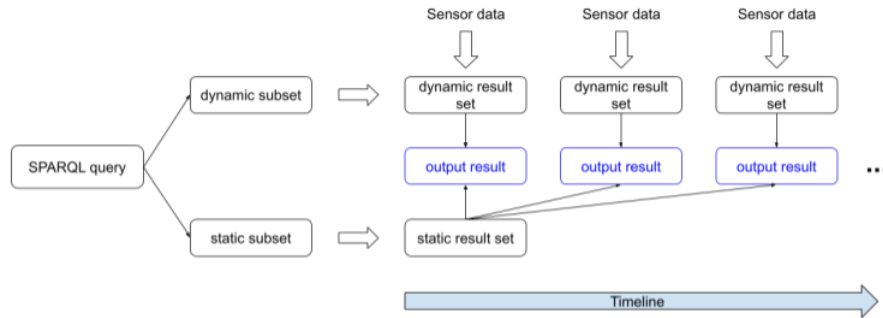 Sensor data
Sensor data
Sensor data
dynamic subset
dynamic result
set
dynamic result
set
dynamic result
set
SPARQL query
output result
output result
output result
...
static subset
static result set
Timeline